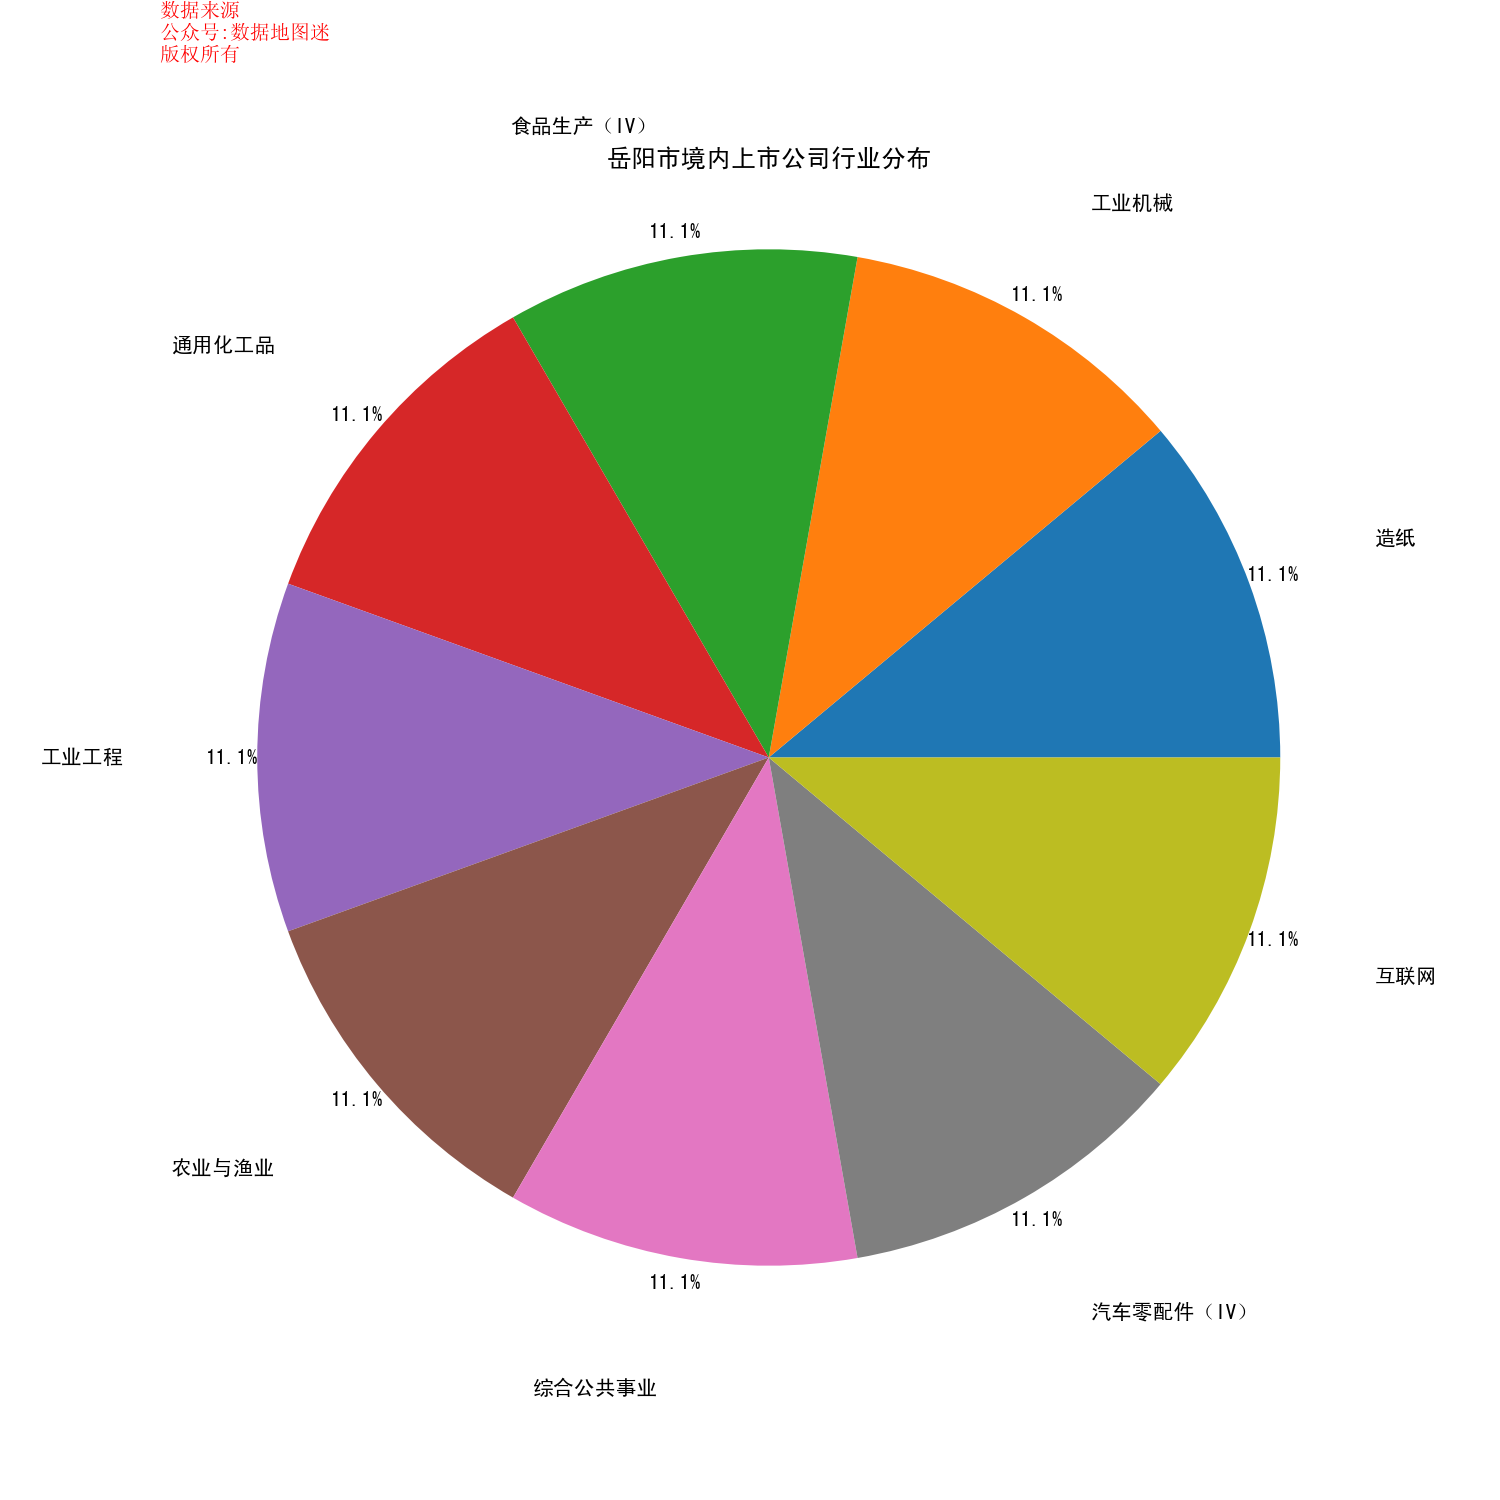 数据来源
公众号:数据地图迷
版权所有
食品生产（IV）
岳阳市境内上市公司行业分布
工业机械
11.1%
11.1%
通用化工品
11.1%
造纸
11.1%
工业工程
11.1%
11.1%
互联网
11.1%
农业与渔业
11.1%
11.1%
汽车零配件（IV）
综合公共事业